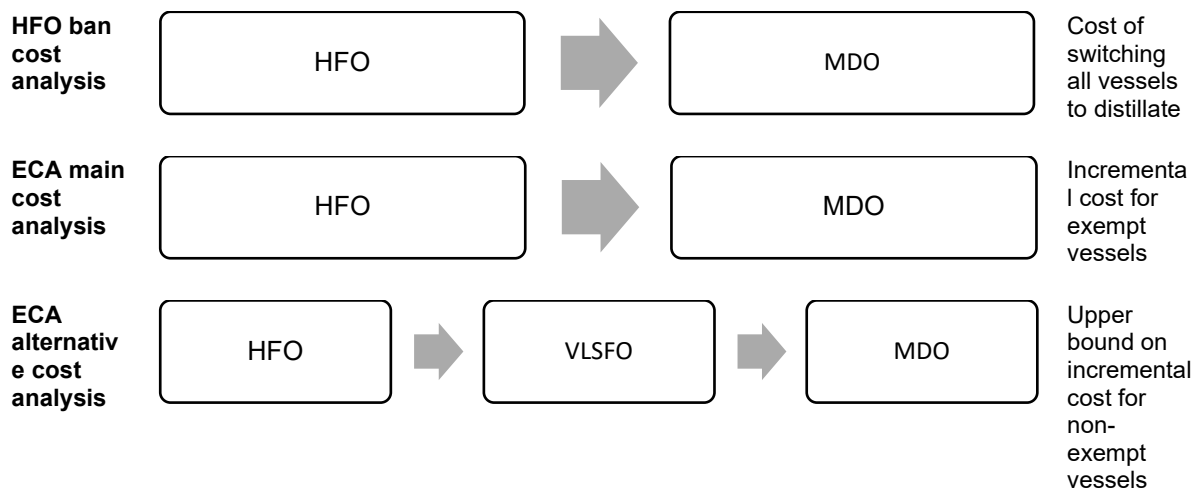 HFO ban
cost
analysis
HFO
MDO
Cost of
switching
all vessels
to distillate
ECA main
cost
analysis
HFO
MDO
Incrementa
l cost for
exempt
vessels
ECA
alternativ
e cost
analysis
HFO
VLSFO
MDO
Upper
bound on
incremental
cost for
non-
exempt
vessels